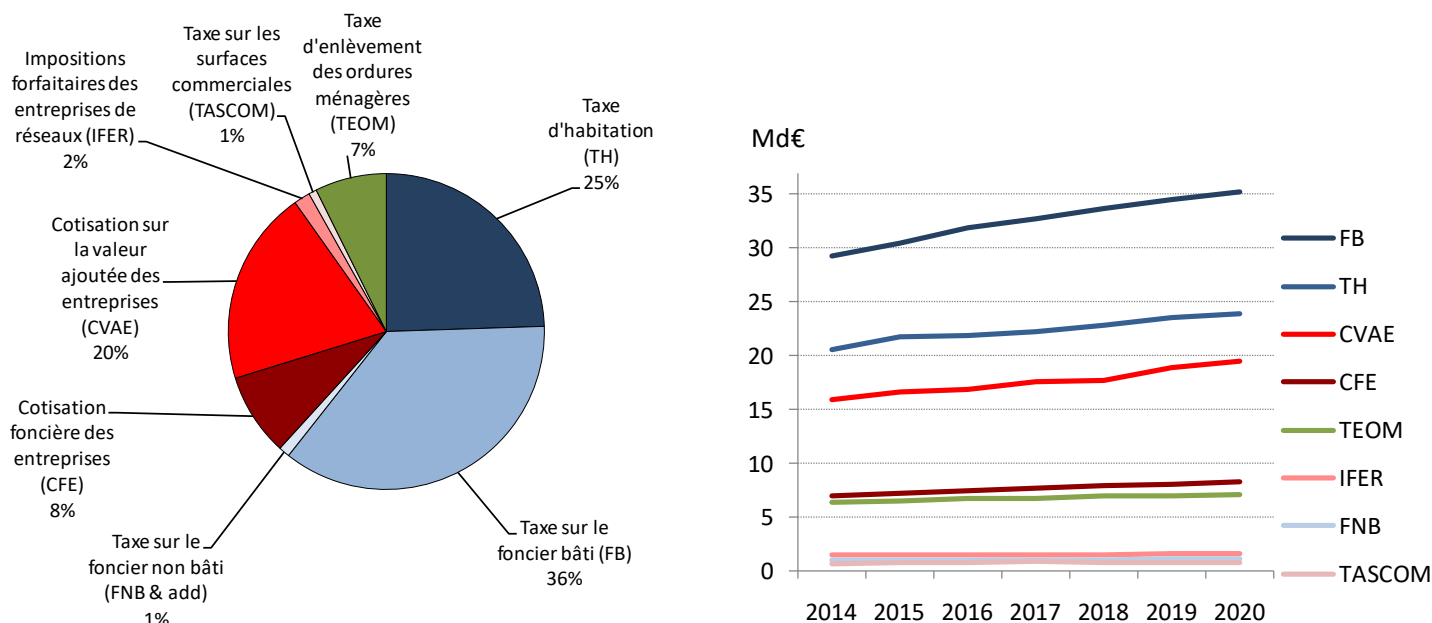 Impositions
forfaitaires des
entreprises de
réseaux (IFER)
2%
Taxe sur les
surfaces
commerciales
(TASCOM)
1%
Taxe
d'enlèvement
des ordures
ménagères
(TEOM)
7%
Taxe
d'habitation
(TH)
25%
Cotisation sur
la valeur
ajoutée des
entreprises
(CVAE)
20%
Cotisation
foncière des
entreprises
(CFE)
8%
Taxe sur le
foncier non bâti
(FNB & add)
1%
Taxe sur le
foncier bâti (FB)
36%
Md€
35
30
25
20
15
10
5
0
2014 2015 2016 2017 2018 2019 2020
FB
TH
CVAE
CFE
TEOM
IFER
FNB
TASCOM